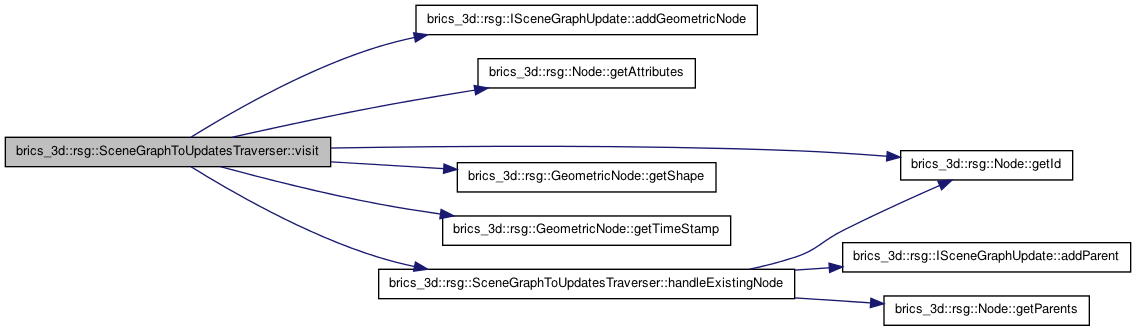 brics_3d::rsg::ISceneGraphUpdate::addGeometricNode
brics_3d::rsg::Node::getAttributes
brics_3d::rsg::SceneGraphToUpdatesTraverser::visit
brics_3d::rsg::Node::getId
brics_3d::rsg::GeometricNode::getShape
brics_3d::rsg::GeometricNode::getTimeStamp
brics_3d::rsg::ISceneGraphUpdate::addParent
brics_3d::rsg::SceneGraphToUpdatesTraverser::handleExistingNode
brics_3d::rsg::Node::getParents